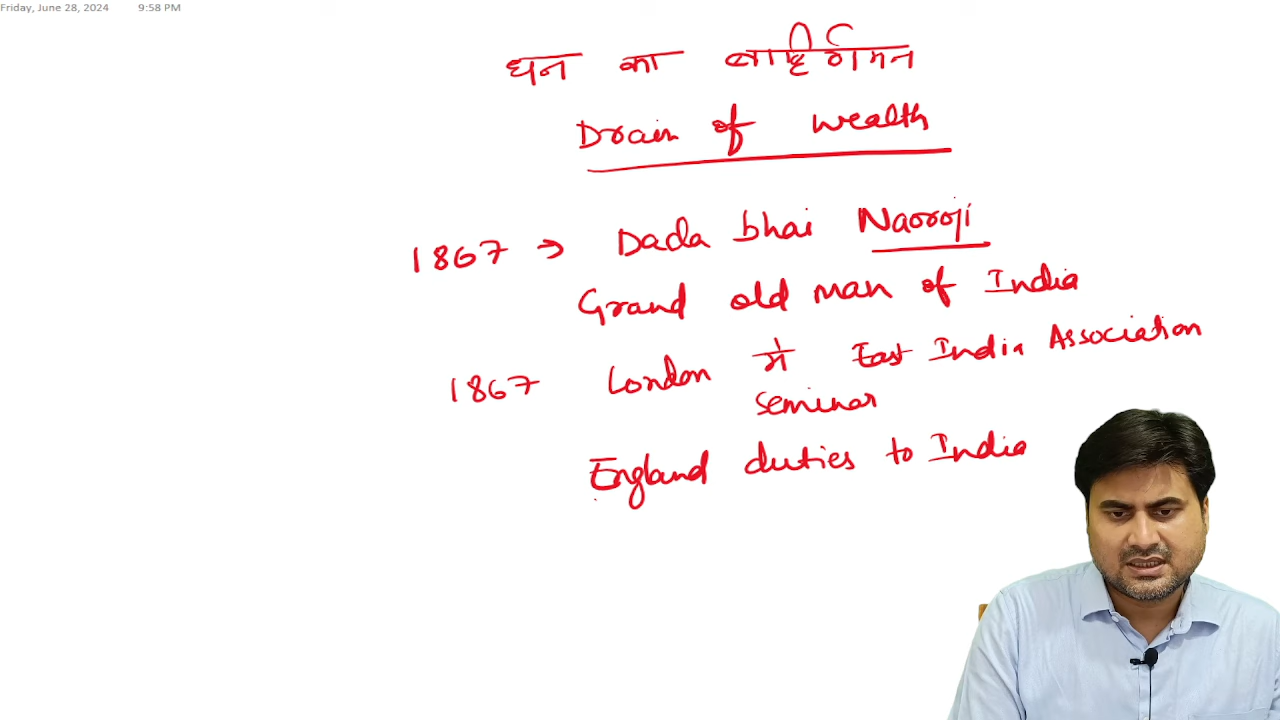 Friday, June 28, 2024 9:58 PM
धन का बाहिर्गमन
Drain of wealth
1867 → Dada bhai Naoroji
Grand old man of India
1867 London में East India Association
seminar
England duties to India